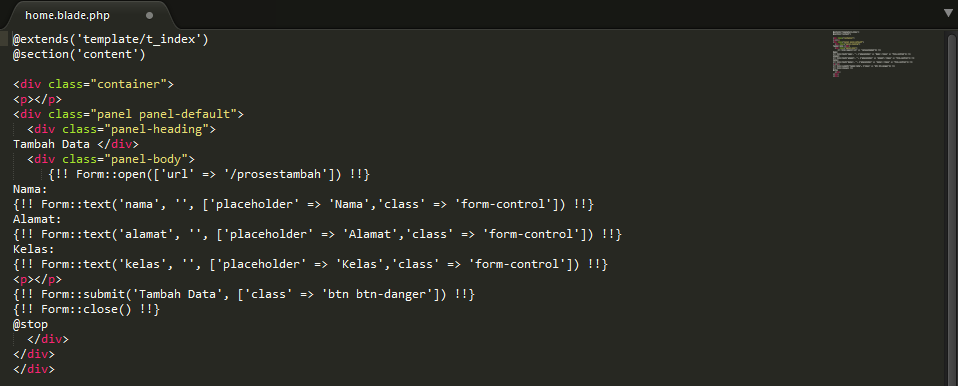 home.blade.php
@extends('template/t_index')
@section('content')
<div class="container">
<p></p>
<div class="panel panel-default">
<div class="panel-heading">
Tambah Data </div>
<div class="panel-body">
{!! Form::open(['url' => '/prosestambah']) !!}
Nama:
{!! Form::text('nama', '', ['placeholder' => 'Nama','class' => 'form-control']) !!}
Alamat:
{!! Form::text('alamat', '', ['placeholder' => 'Alamat','class' => 'form-control']) !!}
Kelas:
{!! Form::text('kelas', '', ['placeholder' => 'Kelas','class' => 'form-control']) !!}
<p></p>
{!! Form::submit('Tambah Data', ['class' => 'btn btn-danger']) !!}
{!! Form::close() !!}
@stop
</div>
</div>
</div>